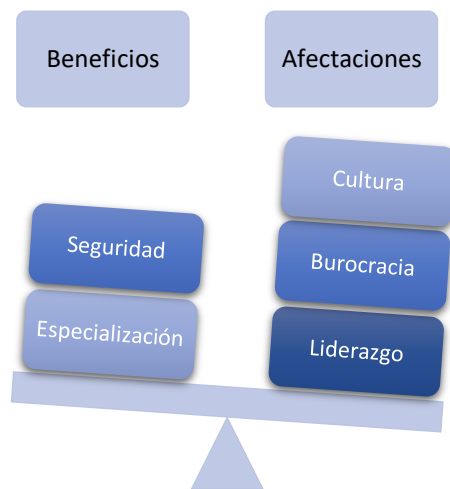 Beneficios
Afectaciones
Cultura
Seguridad
Burocracia
Especialización
Liderazgo